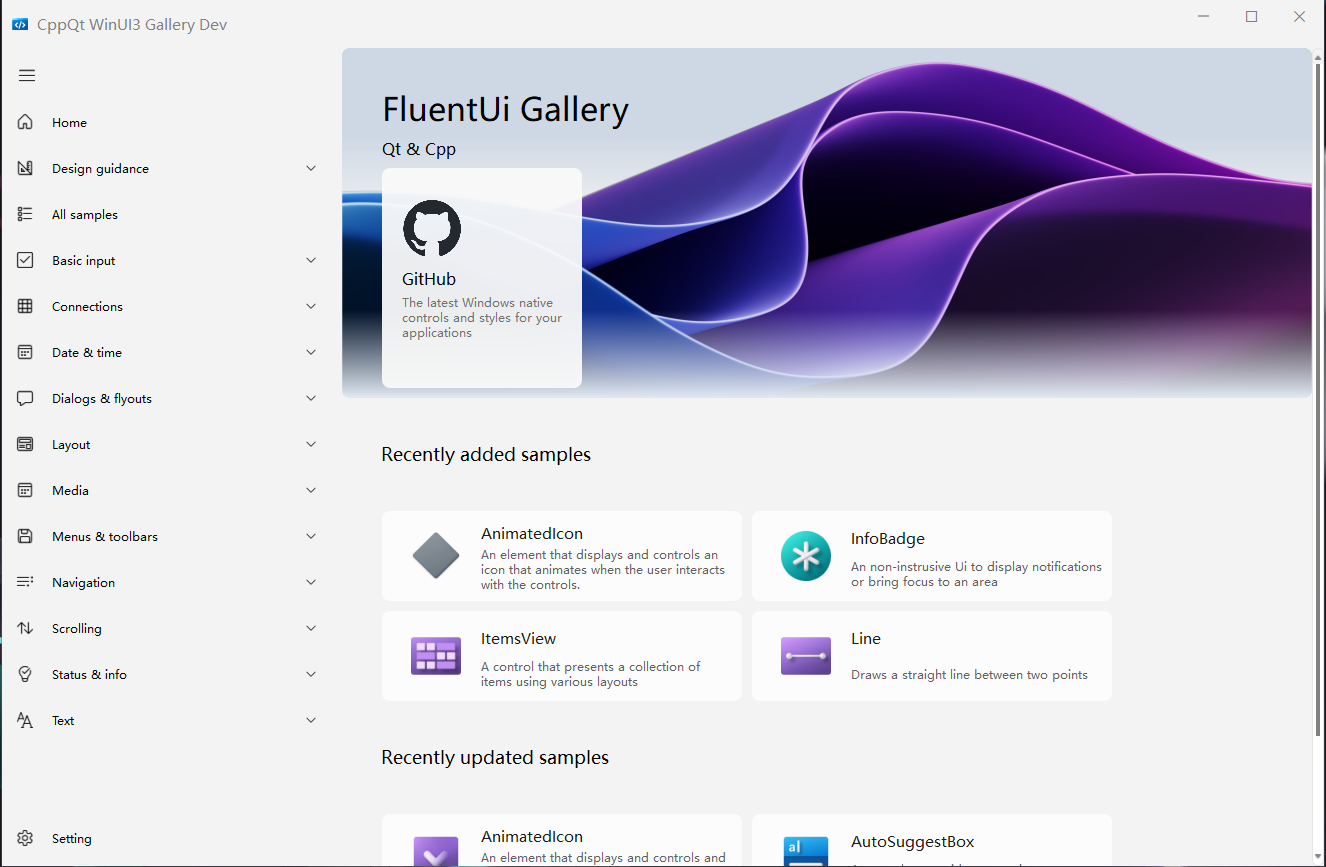 CppQt WinUI3 Gallery Dev
Home
Design guidance
All samples
Basic input
Connections
Date & time
Dialogs & flyouts
Layout
Media
Menus & toolbars
Navigation
Scrolling
Status & info
Text
Setting
FluentUi Gallery
Qt & Cpp
GitHub
The latest Windows native
controls and styles for your
applications
Recently added samples
AnimatedIcon
An element that displays and controls an
icon that animates when the user interacts
with the controls.
InfoBadge
An non-instrusive Ui to display notifications
or bring focus to an area
ItemsView
A control that presents a collection of
items using various layouts
Line
Draws a straight line between two points
Recently updated samples
AnimatedIcon
An element that displays and controls and
al
AutoSuggestBox